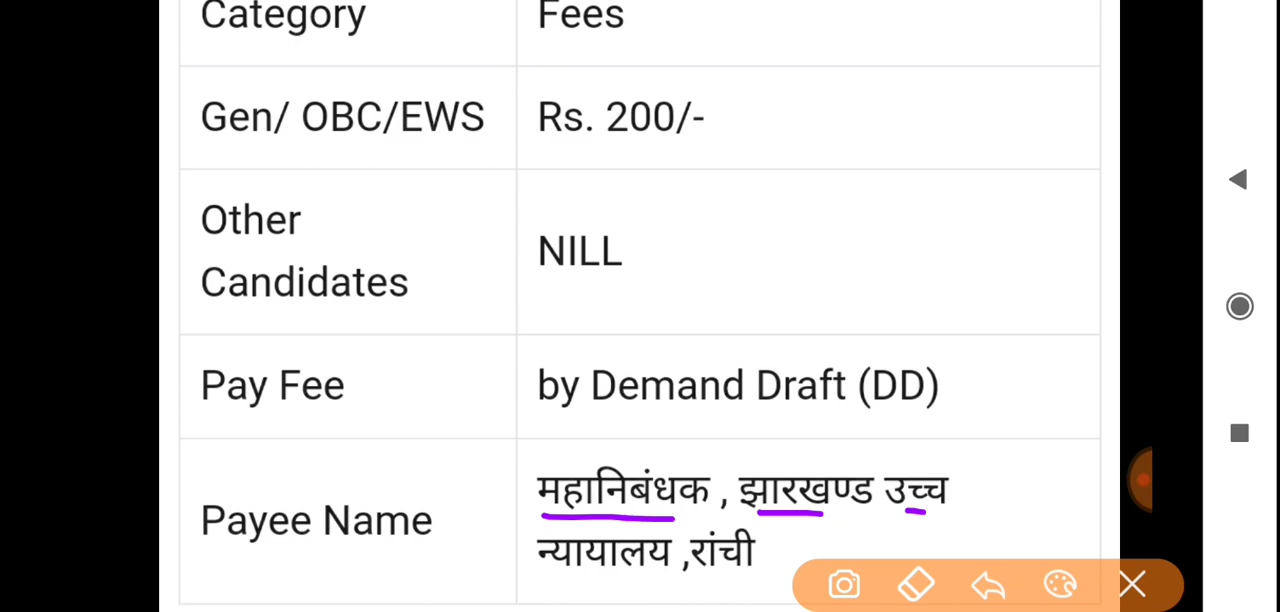 Category Fees
Gen/ OBC/EWS Rs. 200/-
Other
Candidates NILL
Pay Fee by Demand Draft (DD)
Payee Name महानिबंधक , झारखण्ड उच्च
न्यायालय ,रांची